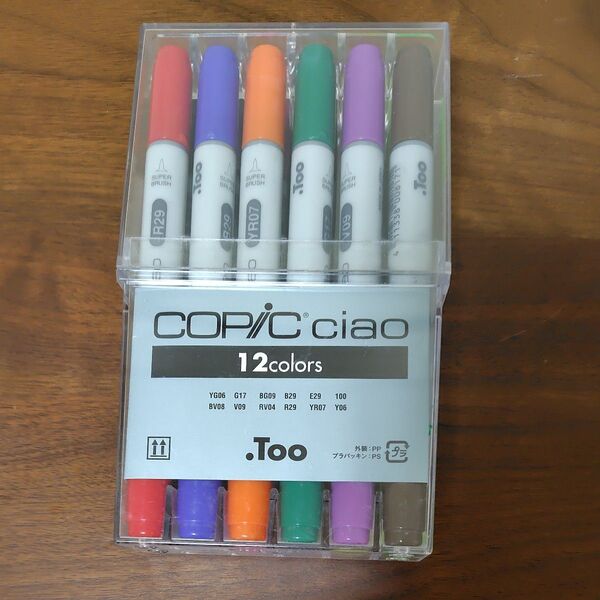 SUPER
BRUSH
R29
.Too
B29
SUPER
BRUSH
YR07
.Too
SUPER
BRUSH
V09
.Too
COPIC® ciao
12colors
YG06 G17 BG09 B29 E29 100
BV08 V09 RV04 R29 YR07 Y06
.Too
外箱:PP
プラパッキン:PS
プラ